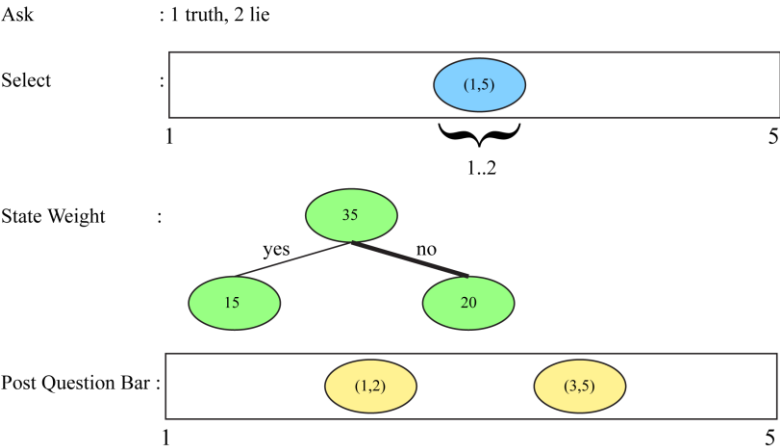 Ask : 1 truth, 2 lie
Select :
(1,5)
1 5
1..2
State Weight :
35
yes no
15 20
Post Question Bar :
(1,2) (3,5)
1 5